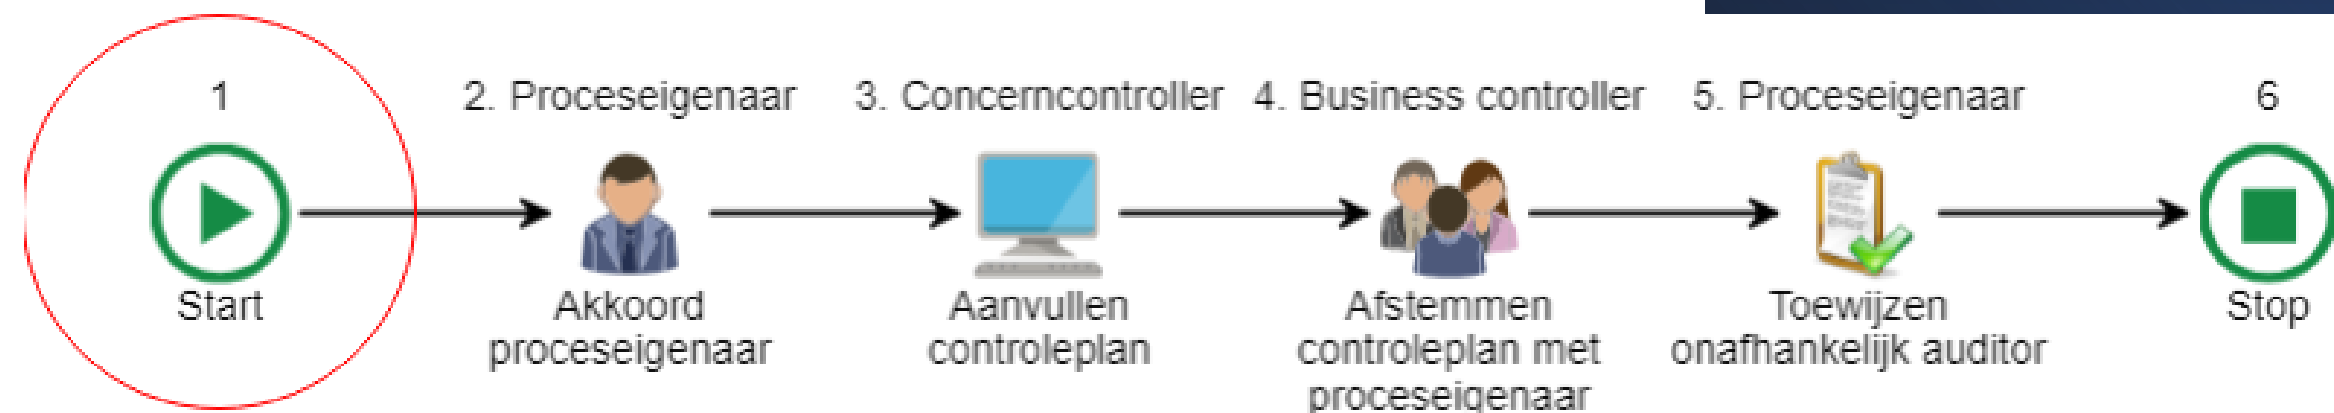 1
2. Proceseigenaar
3. Concerncontroller
4. Business controller
5. Proceseigenaar
6
Start
Akkoord
proceseigenaar
Aanvullen
controleplan
Afstemmen
controleplan met
proceseigenaar
Toewijzen
onafhankelijk auditor
Stop